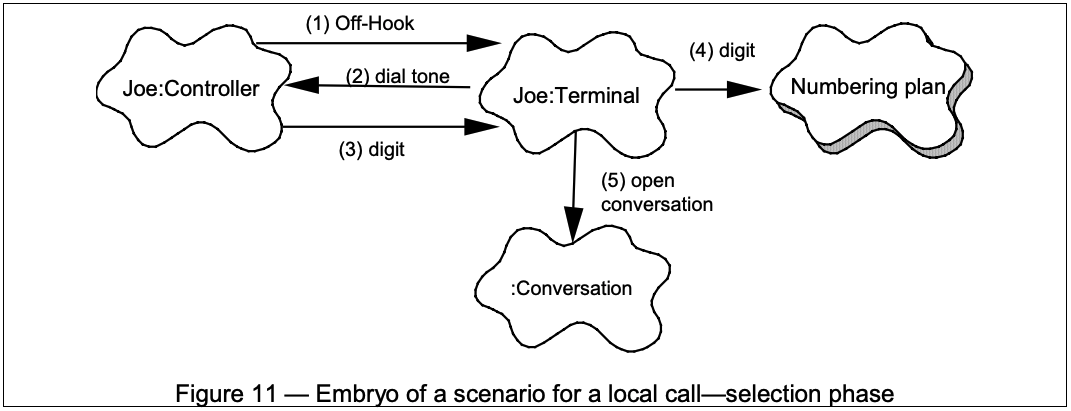 (1) Off-Hook
Joe:Controller
(2) dial tone
(3) digit
Joe:Terminal
(4) digit
Numbering plan
(5) open
conversation
:Conversation
Figure 11 — Embryo of a scenario for a local call—selection phase